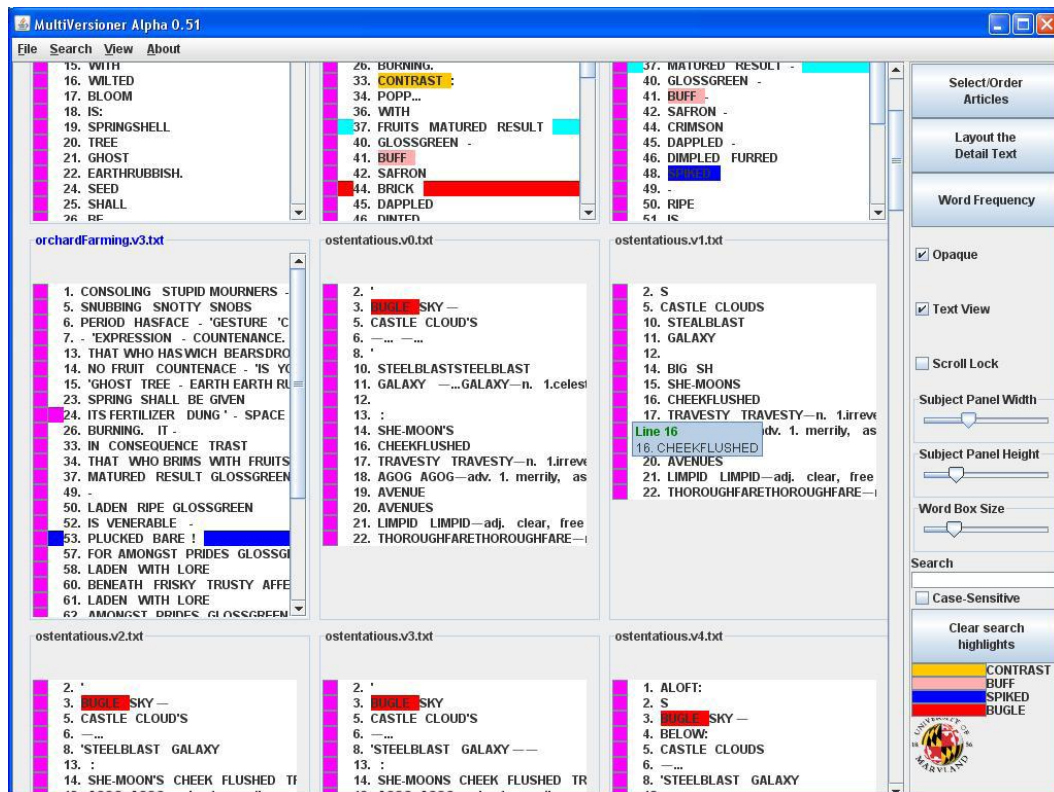 MultiVersioner Alpha 0.51
File Search View About
15. WITH
16. WILTED
17. BLOOM
18. IS:
19. SPRINGSHELL
20. TREE
21. GHOST
22. EARTHRUBBISH.
24. SEED
25. SHALL
26. BE
26. BURNING.
33. CONTRAST :
34. POPP...
36. WITH
37. FRUITS MATURED RESULT
40. GLOSSGREEN -
41. BUFF
42. SAFRON
44. BRICK
45. DAPPLED
46. DINTED
37. MATURED RESULT -
40. GLOSSGREEN -
41. BUFF -
42. SAFRON -
44. CRIMSON
45. DAPPLED -
46. DIMPLED FURRED
48. SPIKED
49. -
50. RIPE
51. IS
orchardFarming.v3.txt
1. CONSOLING STUPID MOURNERS -
5. SNUBBING SNOTTY SNOBS
6. PERIOD HASFACE - 'GESTURE 'C
7. - 'EXPRESSION - COUNTENANCE.
13. THAT WHO HASWICH BEARSDRO
14. NO FRUIT COUNTENACE - 'IS YO
15. 'GHOST TREE - EARTH EARTH RU
23. SPRING SHALL BE GIVEN
24. ITS FERTILIZER DUNG ' - SPACE
26. BURNING. IT -
33. IN CONSEQUENCE TRAST
34. THAT WHO BRIMS WITH FRUITS
37. MATURED RESULT GLOSSGREEN
49. -
50. LADEN RIPE GLOSSGREEN
52. IS VENERABLE -
53. PLUCKED BARE !
57. FOR AMONGST PRIDES GLOSSGI
58. LADEN WITH LORE
60. BENEATH FRISKY TRUSTY AFFE
61. LADEN WITH LORE
62. AMONGST PRIDES GLOSSGREEN
ostentatious.v0.txt
2. '
3. BUGLE SKY —
5. CASTLE CLOUD'S
6. —... —...
8. '
10. STEELBLASTSTEELBLAST
11. GALAXY —...GALAXY—n. 1.celest
12.
13. :
14. SHE-MOON'S
16. CHEEKFLUSHED
17. TRAVESTY TRAVESTY—n. 1.irreve
18. AGOG AGOG—adv. 1. merrily, as
19. AVENUE
20. AVENUES
21. LIMPID LIMPID—adj. clear, free
22. THOROUGHFARETHOROUGHFARE—
ostentatious.v1.txt
2. S
5. CASTLE CLOUDS
10. STEALBLAST
11. GALAXY
12.
14. BIG SH
15. SHE-MOONS
16. CHEEKFLUSHED
17. TRAVESTY TRAVESTY—n. 1.irreve
Line 16
16. CHEEKFLUSHED
adv. 1. merrily, as
20. AVENUES
21. LIMPID LIMPID—adj. clear, free
22. THOROUGHFARETHOROUGHFARE—
ostentatious.v2.txt
2. '
3. BUGLE SKY —
5. CASTLE CLOUD'S
6. —...
8. 'STEELBLAST GALAXY
13. :
14. SHE-MOON'S CHEEK FLUSHED TF
ostentatious.v3.txt
2. '
3. BUGLE SKY —
5. CASTLE CLOUD'S
6. —...
8. 'STEELBLAST GALAXY — —
13. :
14. SHE-MOONS CHEEK FLUSHED TR
ostentatious.v4.txt
1. ALOFT:
2. S
3. BUGLE SKY —
4. BELOW:
5. CASTLE CLOUDS
6. —...
8. 'STEELBLAST GALAXY
Select/Order
Articles
Layout the
Detail Text
Word Frequency
Opaque
Text View
Scroll Lock
Subject Panel Width
Subject Panel Height
Word Box Size
Search
Case-Sensitive
Clear search
highlights
CONTRAST
BUFF
SPIKED
BUGLE
UNIVERSITY OF
18 56
MARYLAND